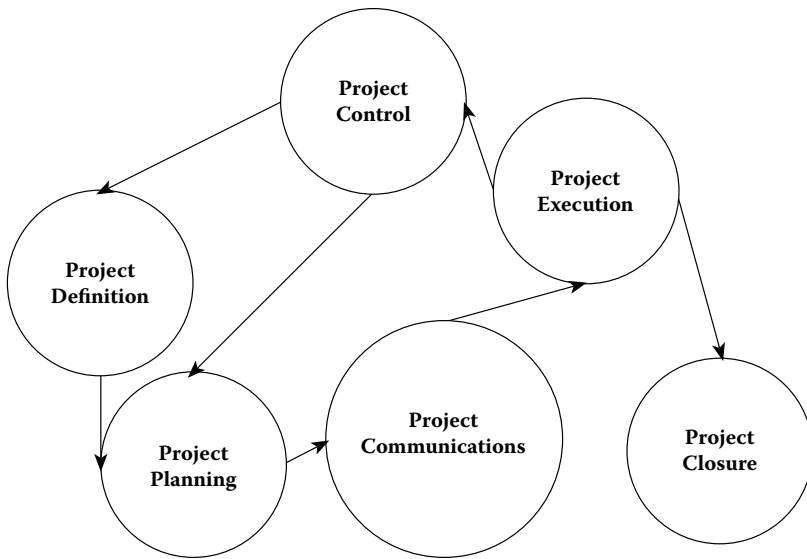 Project
Control
Project
Execution
Project
Definition
Project
Planning
Project
Communications
Project
Closure